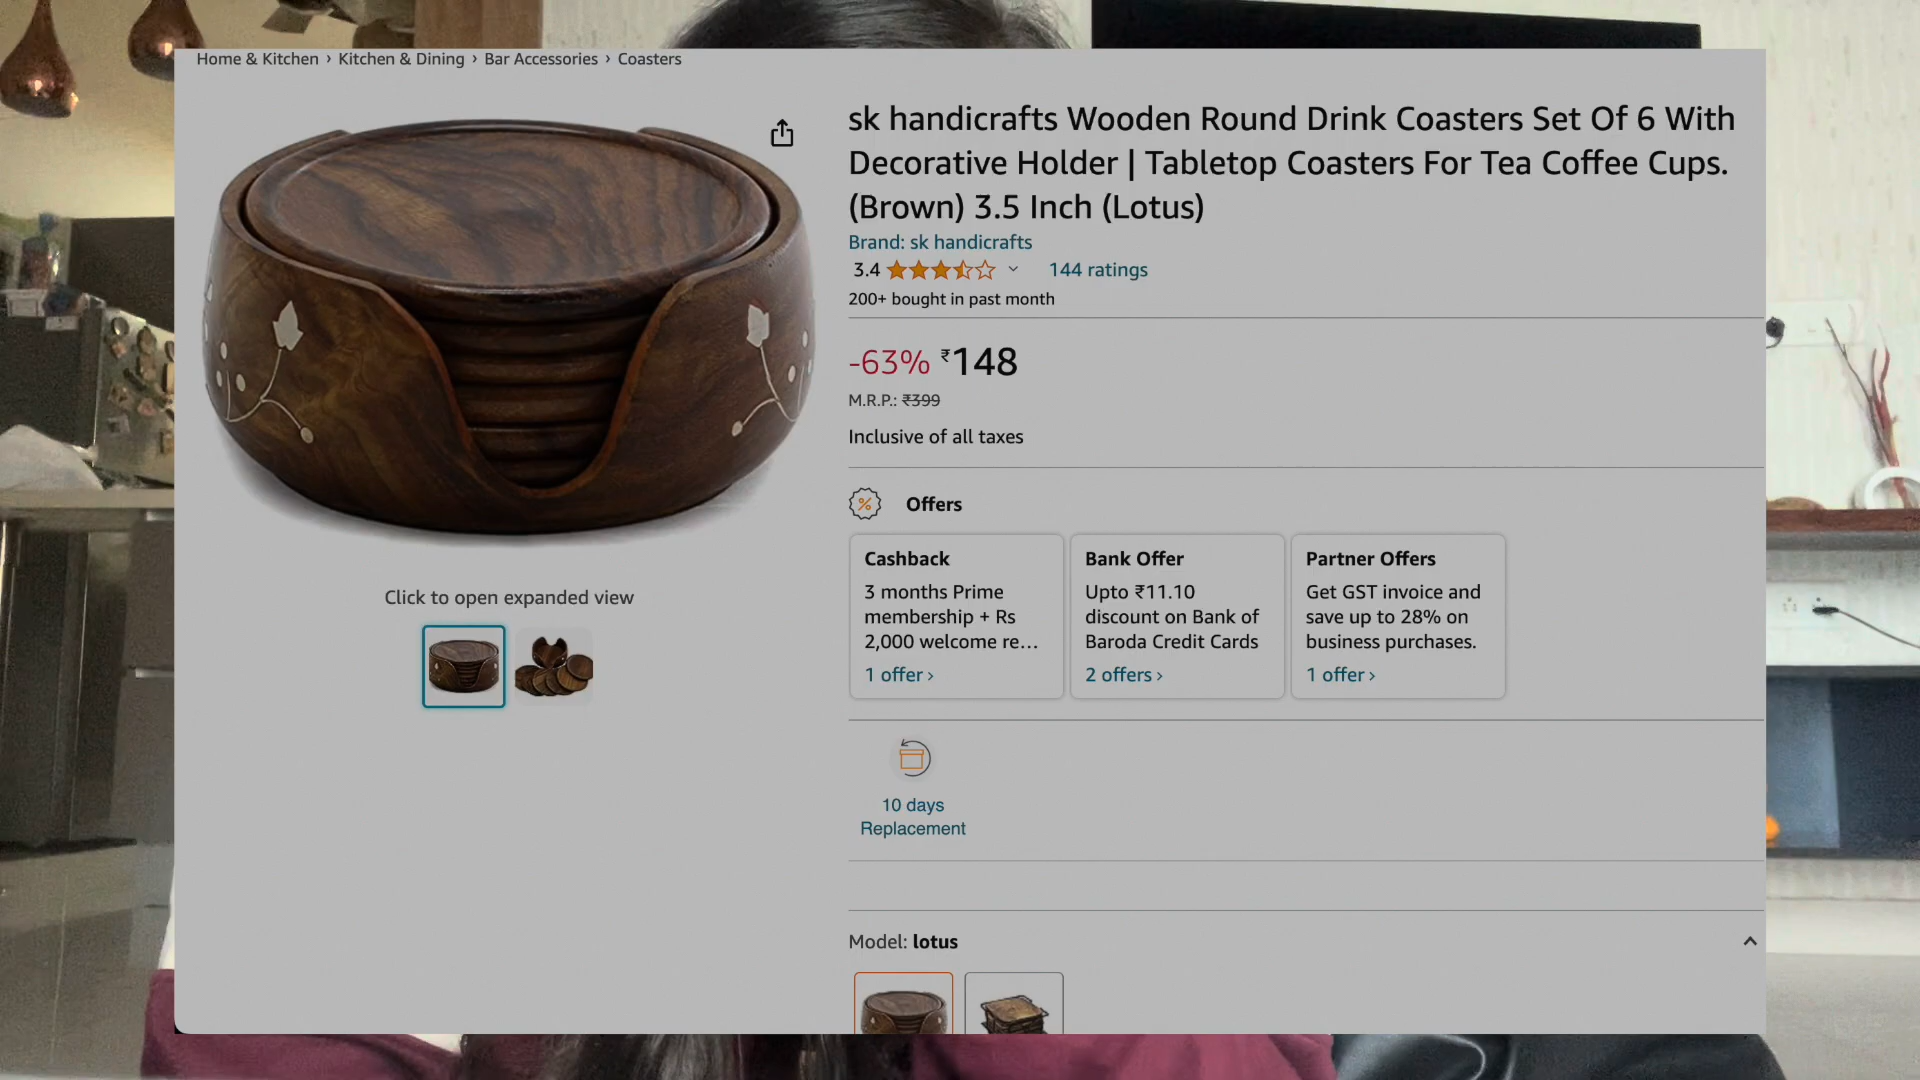 Home & Kitchen › Kitchen & Dining › Bar Accessories › Coasters
sk handicrafts Wooden Round Drink Coasters Set Of 6 With
Decorative Holder | Tabletop Coasters For Tea Coffee Cups.
(Brown) 3.5 Inch (Lotus)
Brand: sk handicrafts
3.4 144 ratings
200+ bought in past month
-63% ₹148
M.R.P.: ₹399
Inclusive of all taxes
% Offers
Cashback
3 months Prime
membership + Rs
2,000 welcome re…
1 offer ›
Bank Offer
Upto ₹11.10
discount on Bank of
Baroda Credit Cards
2 offers ›
Partner Offers
Get GST invoice and
save up to 28% on
business purchases.
1 offer ›
Click to open expanded view
10 days
Replacement
Model: lotus